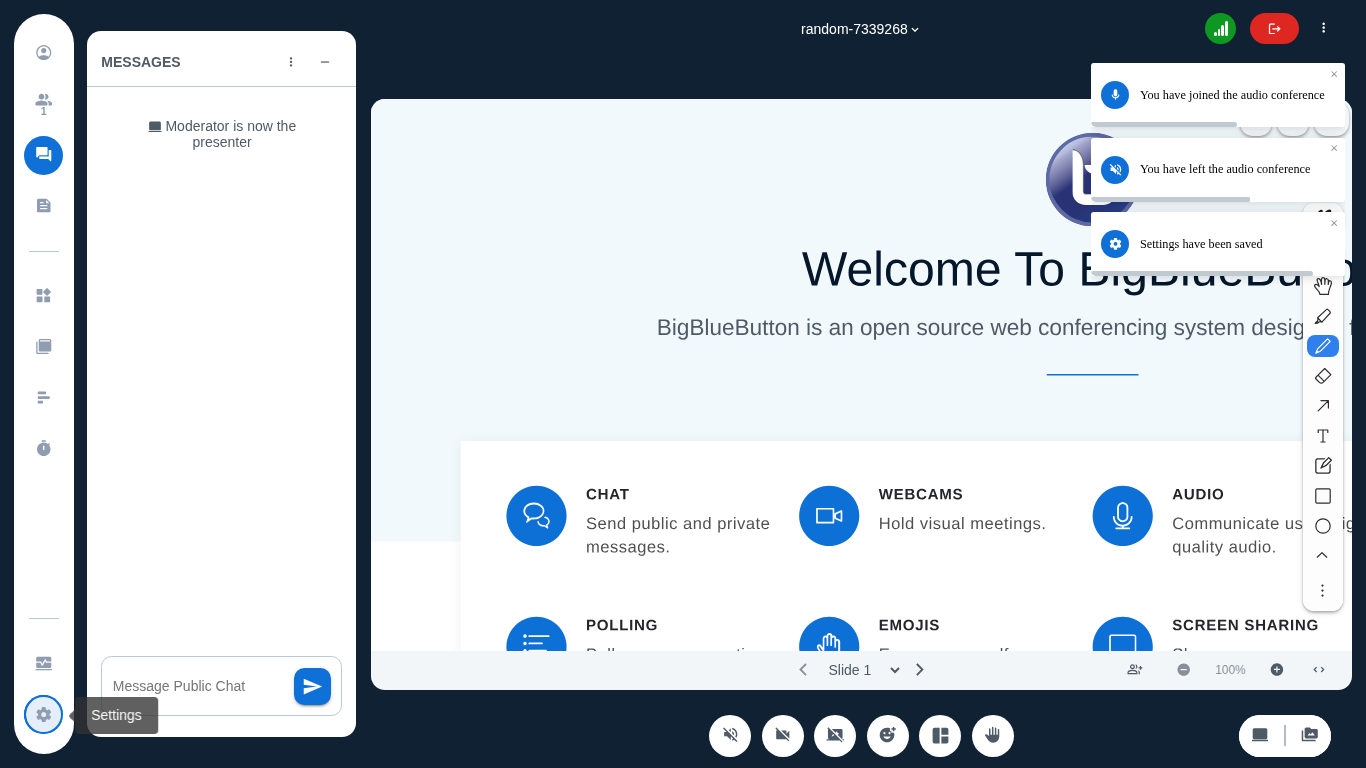 random-7339268
1
MESSAGES
Moderator is now the
presenter
You have joined the audio conference
You have left the audio conference
Settings have been saved
Welcome To BigBlueButto
BigBlueButton is an open source web conferencing system desig
CHAT
Send public and private
messages.
WEBCAMS
Hold visual meetings.
AUDIO
Communicate us
quality audio.
POLLING
EMOJIS
SCREEN SHARING
Slide 1
100%
Message Public Chat
Settings